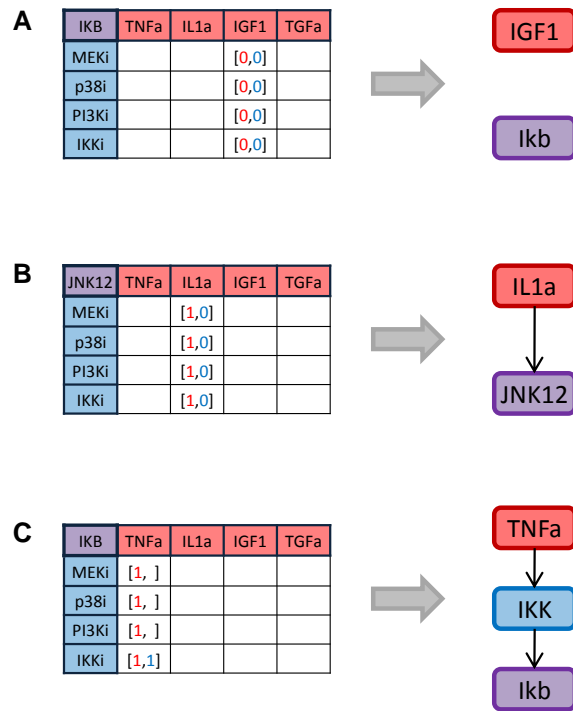 A
IKB TNFa IL1a IGF1 TGFa
MEKi [0,0]
p38i [0,0]
PI3Ki [0,0]
IKKi [0,0]
IGF1
Ikb
B
JNK12 TNFa IL1a IGF1 TGFa
MEKi [1,0]
p38i [1,0]
PI3Ki [1,0]
IKKi [1,0]
IL1a
JNK12
C
IKB TNFa IL1a IGF1 TGFa
MEKi [1, ]
p38i [1, ]
PI3Ki [1, ]
IKKi [1,1]
TNFa
IKK
Ikb